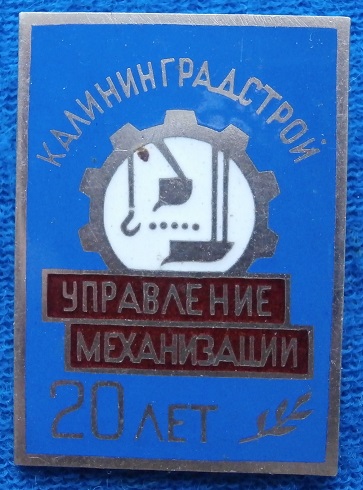 КАЛИНИНГРАДСТРОЙ
УПРАВЛЕНИЕ
МЕХАНИЗАЦИИ
20 ЛЕТ